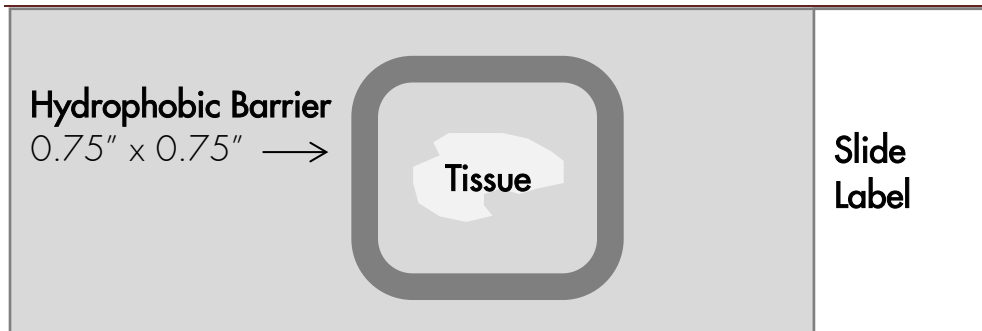 Hydrophobic Barrier
0.75" x 0.75"
Tissue
Slide
Label